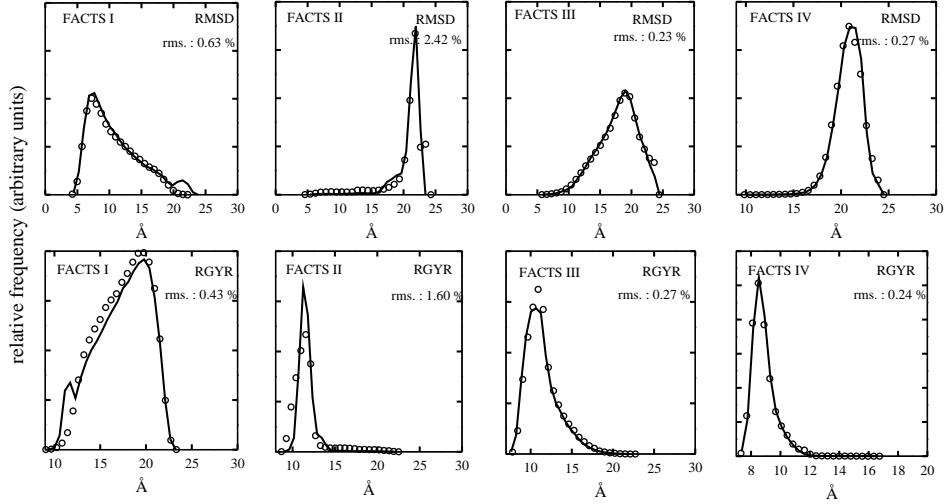 relative frequency (arbitrary units)
FACTS I RMSD
rms. : 0.63 %
0 5 10 15 20 25 30
Å
FACTS II RMSD
rms. : 2.42 %
0 5 10 15 20 25 30
Å
FACTS III RMSD
rms. : 0.23 %
0 5 10 15 20 25 30
Å
FACTS IV RMSD
rms. : 0.27 %
10 15 20 25 30
Å
FACTS I RGYR
rms. : 0.43 %
10 15 20 25 30
Å
FACTS II RGYR
rms. : 1.60 %
10 15 20 25 30
Å
FACTS III RGYR
rms. : 0.27 %
10 15 20 25 30
Å
FACTS IV RGYR
rms. : 0.24 %
8 10 12 14 16 18 20
Å